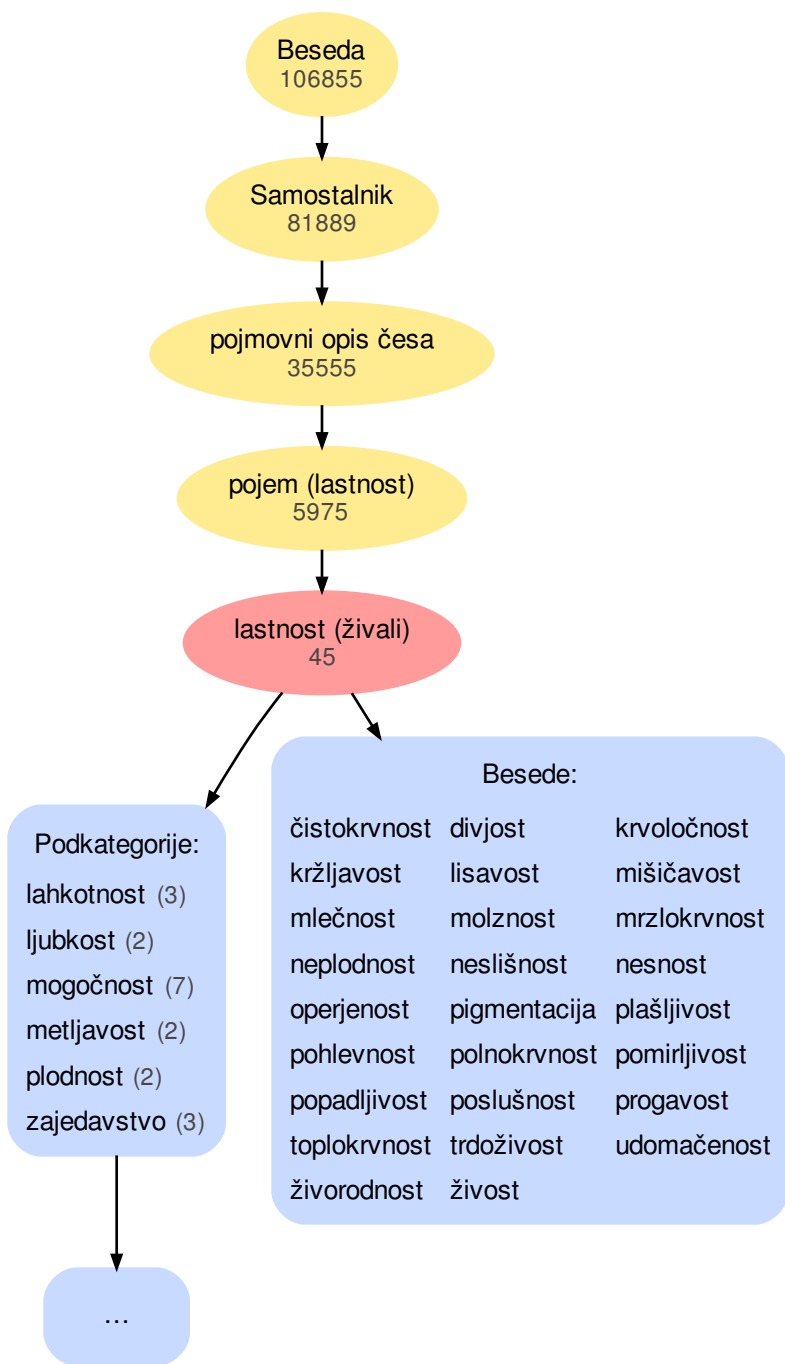 Beseda
106855
Samostalnik
81889
pojmovni opis česa
35555
pojem (lastnost)
5975
lastnost (živali)
45
Podkategorije:
lahkotnost (3)
ljubkost (2)
mogočnost (7)
metljavost (2)
plodnost (2)
zajedavstvo (3)
...
Besede:
čistokrvnost divjost krvoločnost
kržljavost lisavost mišičavost
mlečnost molznost mrzlokrvnost
neplodnost neslišnost nesnost
operjenost pigmentacija plašljivost
pohlevnost polnokrvnost pomirljivost
popadljivost poslušnost progavost
toplokrvnost trdoživost udomačenost
živorodnost živost